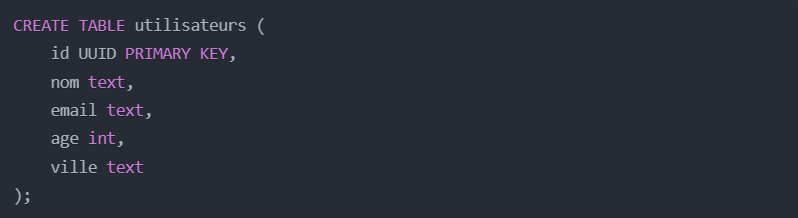 CREATE TABLE utilisateurs (
    id UUID PRIMARY KEY,
    nom text,
    email text,
    age int,
    ville text
);